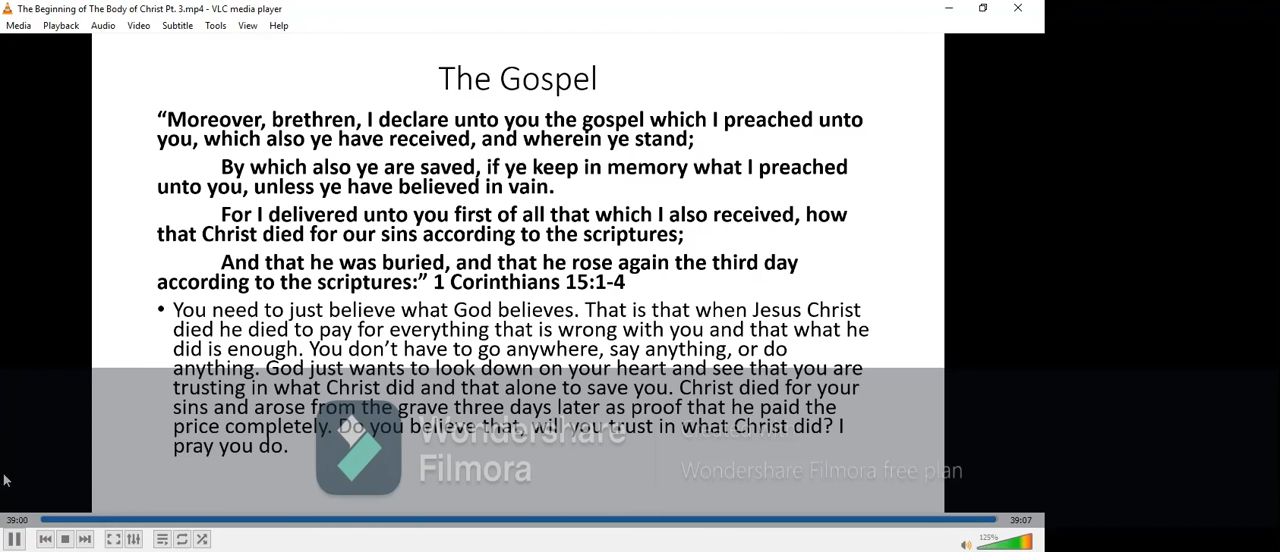 The Beginning of The Body of Christ Pt. 3.mp4 - VLC media player
Media Playback Audio Video Subtitle Tools View Help
The Gospel
“Moreover, brethren, I declare unto you the gospel which I preached unto
you, which also ye have received, and wherein ye stand;
By which also ye are saved, if ye keep in memory what I preached
unto you, unless ye have believed in vain.
For I delivered unto you first of all that which I also received, how
that Christ died for our sins according to the scriptures;
And that he was buried, and that he rose again the third day
according to the scriptures:” 1 Corinthians 15:1-4
• You need to just believe what God believes. That is that when Jesus Christ
died he died to pay for everything that is wrong with you and that what he
did is enough. You don’t have to go anywhere, say anything, or do
anything. God just wants to look down on your heart and see that you are
trusting in what Christ did and that alone to save you. Christ died for your
sins and arose from the grave three days later as proof that he paid the
price completely. Do you believe that, will you trust in what Christ did? I
pray you do.
Wondershare
Filmora
Created with
Wondershare Filmora free plan
39:00
39:07
125%